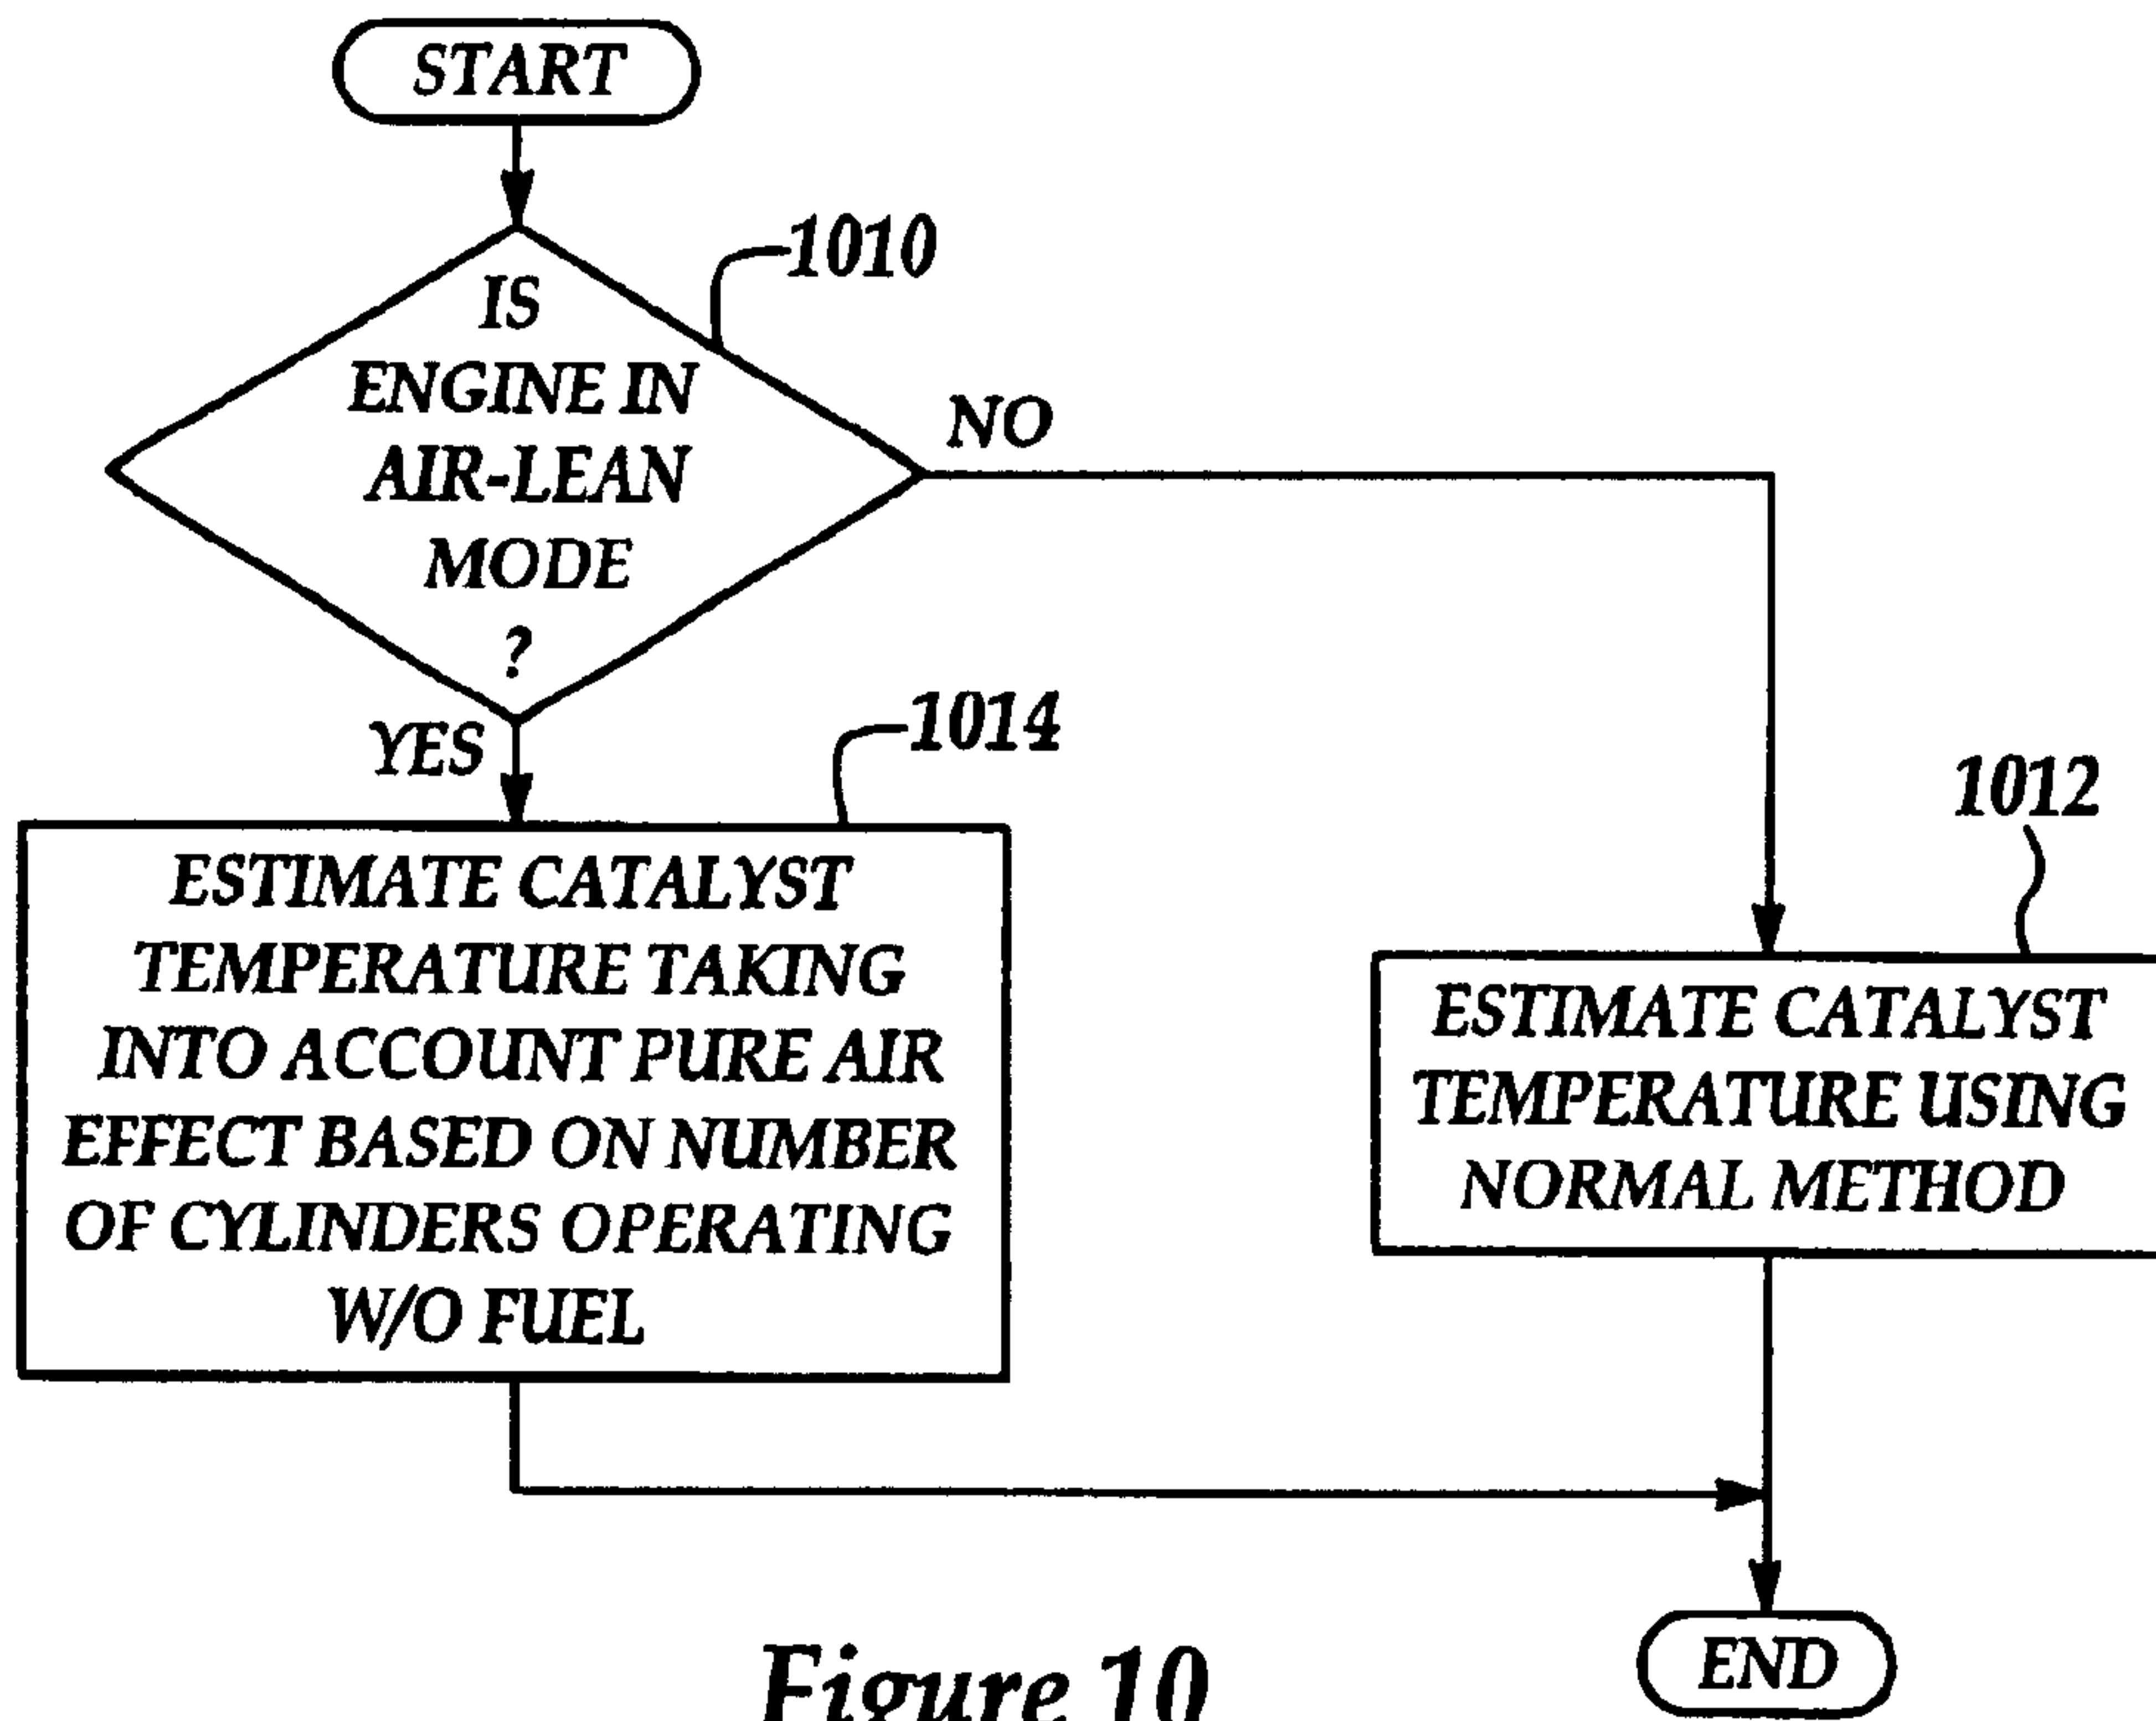 START
1010
IS
ENGINE IN
AIR-LEAN
MODE
?
NO
YES
1014
ESTIMATE CATALYST
TEMPERATURE TAKING
INTO ACCOUNT PURE AIR
EFFECT BASED ON NUMBER
OF CYLINDERS OPERATING
W/O FUEL
1012
ESTIMATE CATALYST
TEMPERATURE USING
NORMAL METHOD
END
Figure 10